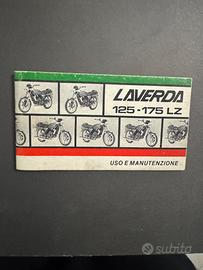 LAVERDA
125-175 LZ
USO E MANUTENZIONE
subito